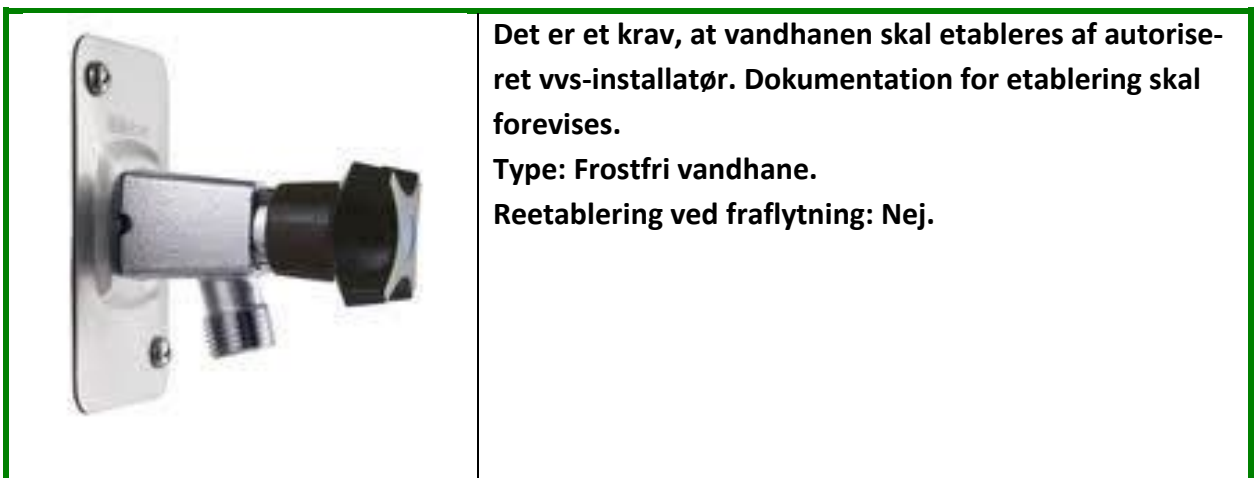 Det er et krav, at vandhanen skal etableres af autorise-
ret vvs-installatør. Dokumentation for etablering skal
forevises.
Type: Frostfri vandhane.
Reetablering ved fraflytning: Nej.